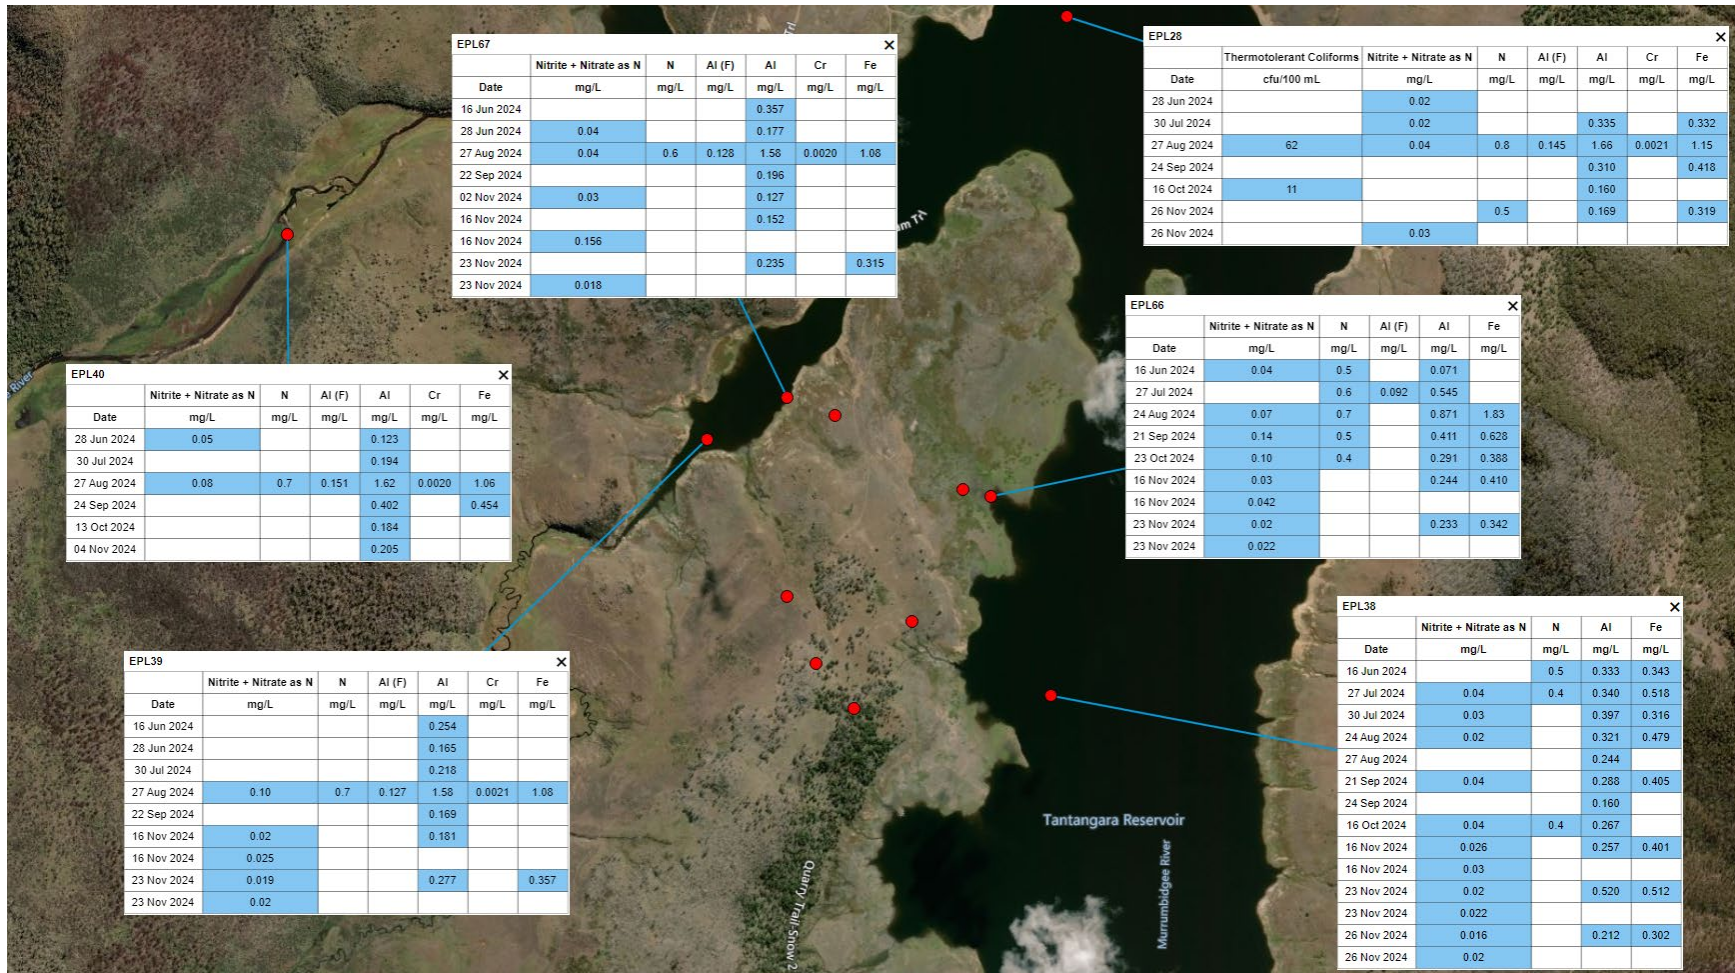 EPL67 ×
Nitrite + Nitrate as N N Al (F) Al Cr Fe
Date mg/L mg/L mg/L mg/L mg/L mg/L
16 Jun 2024 0.357
28 Jun 2024 0.04 0.177
27 Aug 2024 0.04 0.6 0.128 1.58 0.0020 1.08
22 Sep 2024 0.196
02 Nov 2024 0.03 0.127
16 Nov 2024 0.152
16 Nov 2024 0.156
23 Nov 2024 0.235 0.315
23 Nov 2024 0.018
EPL28 ×
Thermotolerant Coliforms Nitrite + Nitrate as N N Al (F) Al Cr Fe
Date cfu/100 mL mg/L mg/L mg/L mg/L mg/L mg/L
28 Jun 2024 0.02
30 Jul 2024 0.02 0.335 0.332
27 Aug 2024 62 0.04 0.8 0.145 1.66 0.0021 1.15
24 Sep 2024 0.310 0.418
16 Oct 2024 11 0.160
26 Nov 2024 0.5 0.169 0.319
26 Nov 2024 0.03
EPL66 ×
Nitrite + Nitrate as N N Al (F) Al Fe
Date mg/L mg/L mg/L mg/L mg/L
16 Jun 2024 0.04 0.5 0.071
27 Jul 2024 0.6 0.092 0.545
24 Aug 2024 0.07 0.7 0.871 1.83
21 Sep 2024 0.14 0.5 0.411 0.628
23 Oct 2024 0.10 0.4 0.291 0.388
16 Nov 2024 0.03 0.244 0.410
16 Nov 2024 0.042
23 Nov 2024 0.02 0.233 0.342
23 Nov 2024 0.022
EPL40 ×
Nitrite + Nitrate as N N Al (F) Al Cr Fe
Date mg/L mg/L mg/L mg/L mg/L mg/L
28 Jun 2024 0.05 0.123
30 Jul 2024 0.194
27 Aug 2024 0.08 0.7 0.151 1.62 0.0020 1.06
24 Sep 2024 0.402 0.454
13 Oct 2024 0.184
04 Nov 2024 0.205
EPL39 ×
Nitrite + Nitrate as N N Al (F) Al Cr Fe
Date mg/L mg/L mg/L mg/L mg/L mg/L
16 Jun 2024 0.254
28 Jun 2024 0.165
30 Jul 2024 0.218
27 Aug 2024 0.10 0.7 0.127 1.58 0.0021 1.08
22 Sep 2024 0.169
16 Nov 2024 0.02 0.181
16 Nov 2024 0.025
23 Nov 2024 0.019 0.277 0.357
23 Nov 2024 0.02
EPL38 ×
Nitrite + Nitrate as N N Al Fe
Date mg/L mg/L mg/L mg/L
16 Jun 2024 0.5 0.333 0.343
27 Jul 2024 0.04 0.4 0.340 0.518
30 Jul 2024 0.03 0.397 0.316
24 Aug 2024 0.02 0.321 0.479
27 Aug 2024 0.244
21 Sep 2024 0.04 0.288 0.405
24 Sep 2024 0.160
16 Oct 2024 0.04 0.4 0.267
16 Nov 2024 0.026 0.257 0.401
16 Nov 2024 0.03
23 Nov 2024 0.02 0.520 0.512
23 Nov 2024 0.022
26 Nov 2024 0.016 0.212 0.302
26 Nov 2024 0.02
River
Tantangara Reservoir
Murrumbidgee River
Quarry Trail-Snow 2